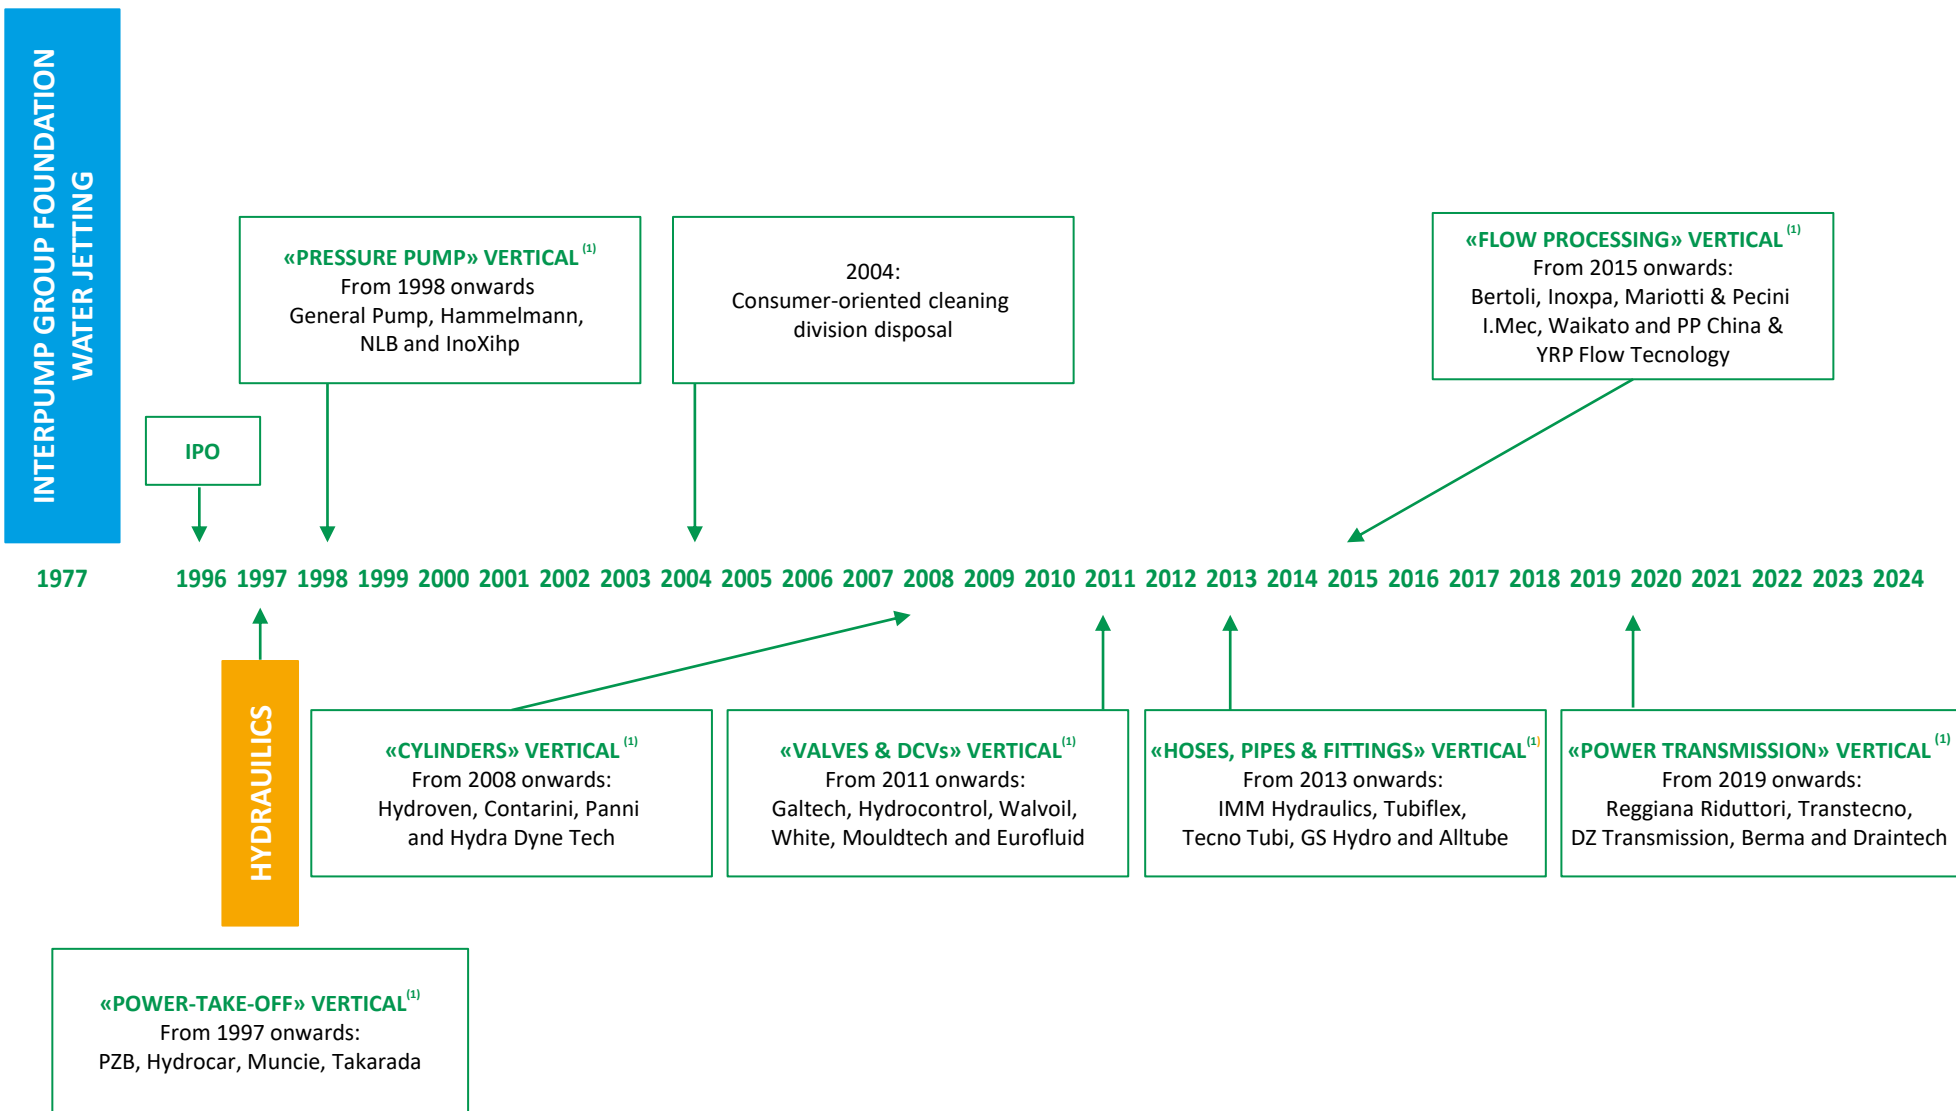 INTERPUMP GROUP FOUNDATION
WATER JETTING
«PRESSURE PUMP» VERTICAL (1)
From 1998 onwards
General Pump, Hammelmann,
NLB and InoXihp
2004:
Consumer-oriented cleaning
division disposal
«FLOW PROCESSING» VERTICAL (1)
From 2015 onwards:
Bertoli, Inoxpa, Mariotti & Pecini
I.Mec, Waikato and PP China &
YRP Flow Tecnology
IPO
1977 1996 1997 1998 1999 2000 2001 2002 2003 2004 2005 2006 2007 2008 2009 2010 2011 2012 2013 2014 2015 2016 2017 2018 2019 2020 2021 2022 2023 2024
HYDRAUILICS
«CYLINDERS» VERTICAL (1)
From 2008 onwards:
Hydroven, Contarini, Panni
and Hydra Dyne Tech
«VALVES & DCVs» VERTICAL(1)
From 2011 onwards:
Galtech, Hydrocontrol, Walvoil,
White, Mouldtech and Eurofluid
«HOSES, PIPES & FITTINGS» VERTICAL(1)
From 2013 onwards:
IMM Hydraulics, Tubiflex,
Tecno Tubi, GS Hydro and Alltube
«POWER TRANSMISSION» VERTICAL (1)
From 2019 onwards:
Reggiana Riduttori, Transtecno,
DZ Transmission, Berma and Draintech
«POWER-TAKE-OFF» VERTICAL(1)
From 1997 onwards:
PZB, Hydrocar, Muncie, Takarada